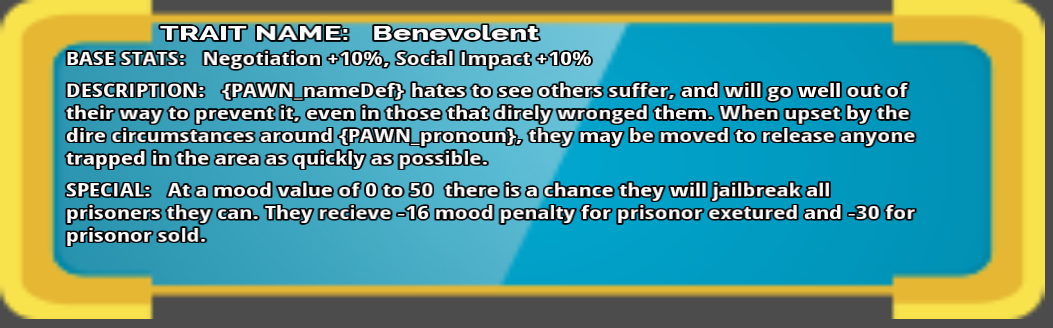 TRAIT NAME: Benevolent
BASE STATS: Negotiation +10%, Social Impact +10%
DESCRIPTION: {PAWN_nameDef} hates to see others suffer, and will go well out of
their way to prevent it, even in those that direly wronged them. When upset by the
dire circumstances around {PAWN_pronoun}, they may be moved to release anyone
trapped in the area as quickly as possible.
SPECIAL: At a mood value of 0 to 50 there is a chance they will jailbreak all
prisoners they can. They recieve -16 mood penalty for prisonor exetured and -30 for
prisonor sold.